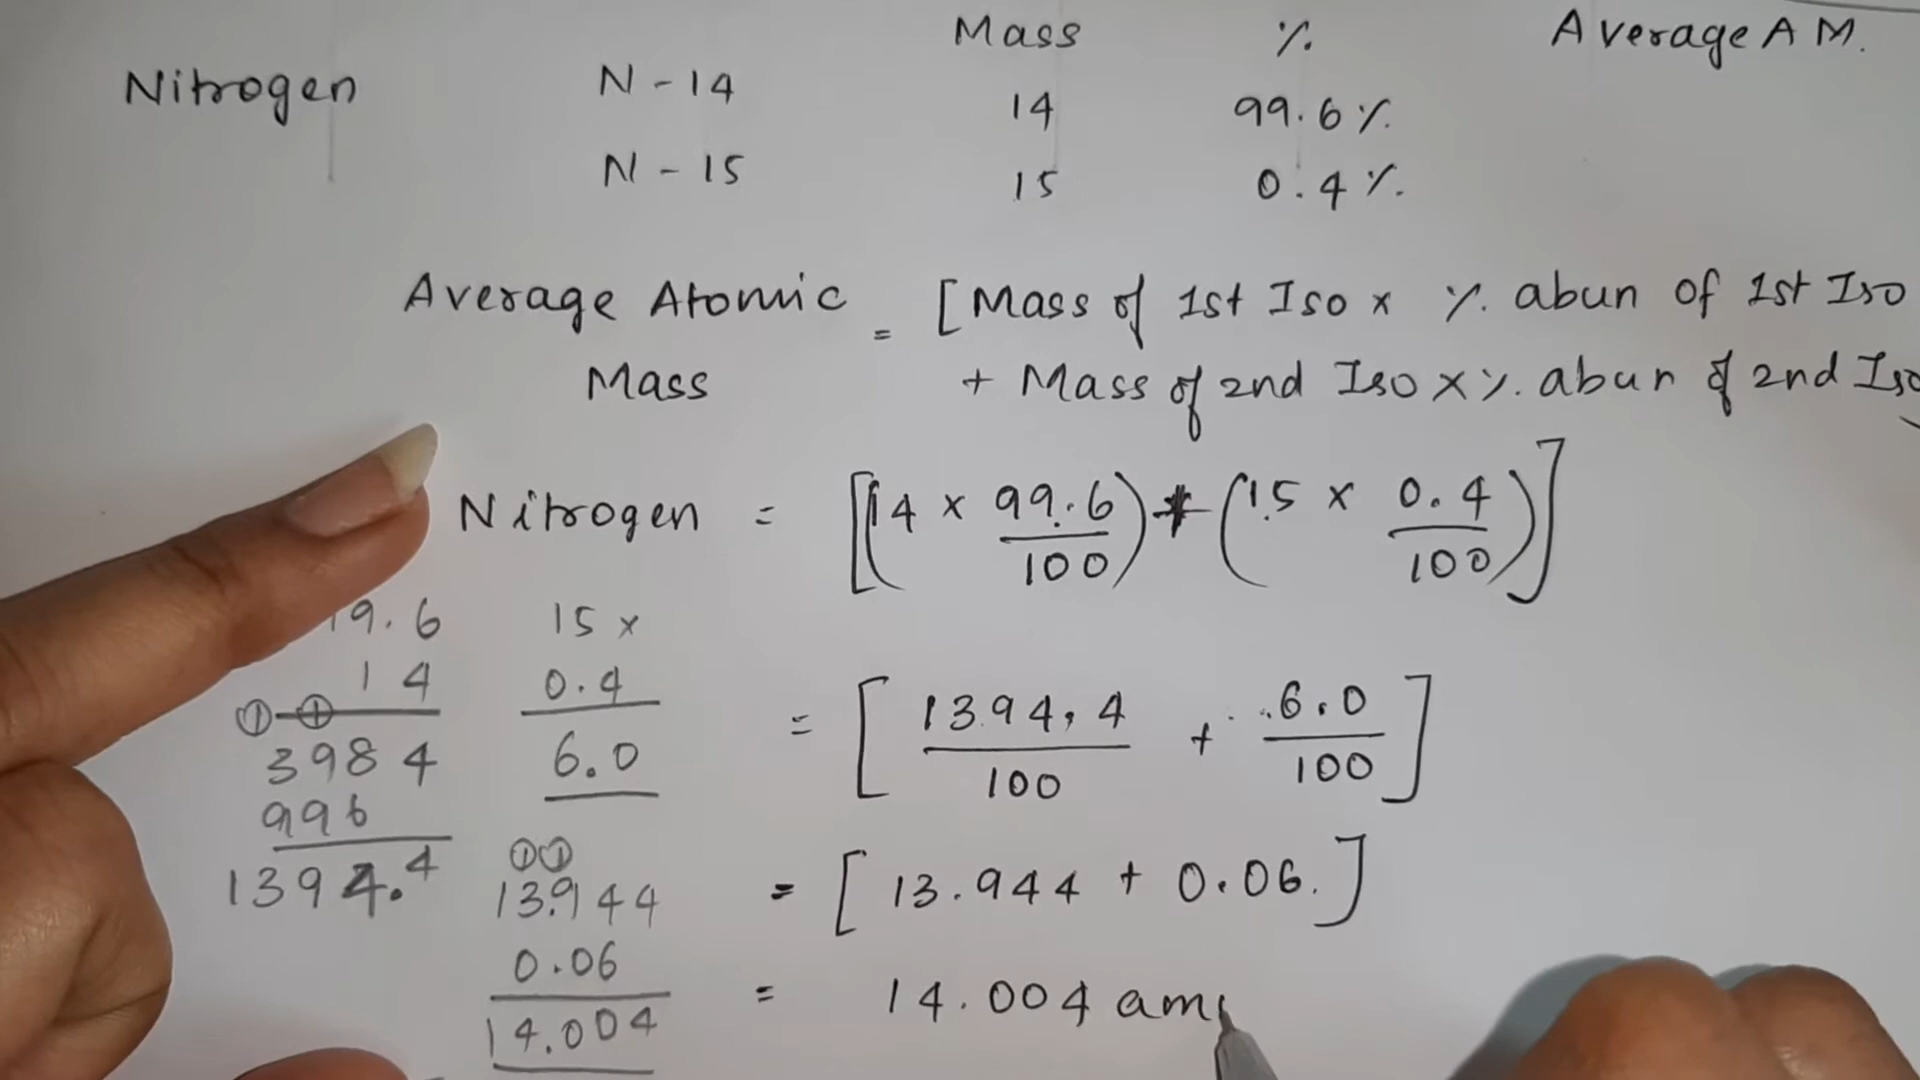 Mass % Average A M.
Nitrogen N - 14 14 99.6 %
N - 15 15 0.4 %
Average Atomic Mass = [Mass of 1st Iso x % abun of 1st Iso
+ Mass of 2nd Iso x % abun of 2nd Iso
Nitrogen = [(14 x 99.6/100) + (15 x 0.4/100)]
9.6
14
① ①
3984
996
1394.4
15 x
0.4
6.0
= [1394.4/100 + 6.0/100]
①①
13.944
0.06
14.004
= [13.944 + 0.06.]
= 14.004 am